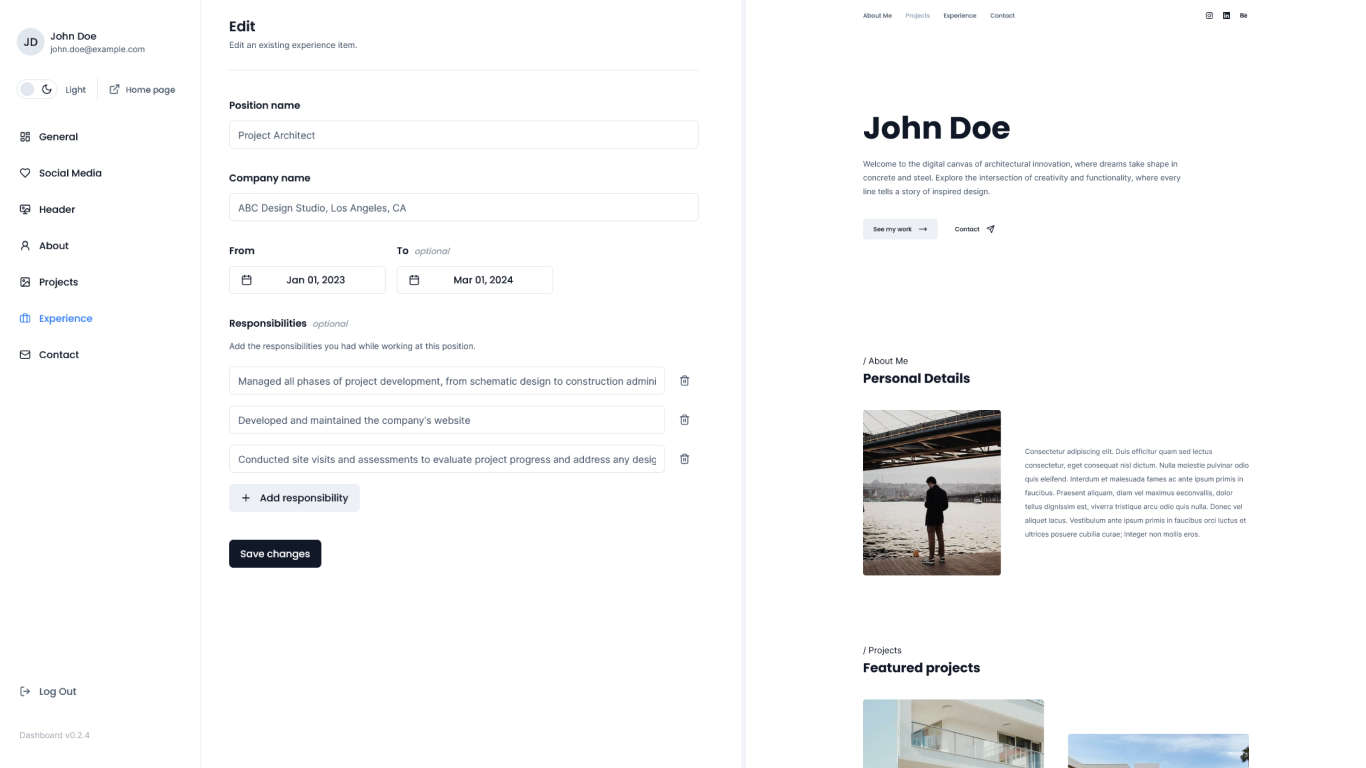 JD
John Doe
john.doe@example.com
Light
Home page
General
Social Media
Header
About
Projects
Experience
Contact
Log Out
Dashboard v0.2.4
Edit
Edit an existing experience item.
Position name
Project Architect
Company name
ABC Design Studio, Los Angeles, CA
From
To optional
Jan 01, 2023
Mar 01, 2024
Responsibilities optional
Add the responsibilities you had while working at this position.
Managed all phases of project development, from schematic design to construction admini
Developed and maintained the company's website
Conducted site visits and assessments to evaluate project progress and address any desig
Add responsibility
Save changes
About Me Projects Experience Contact
Bē
John Doe
Welcome to the digital canvas of architectural innovation, where dreams take shape in
concrete and steel. Explore the intersection of creativity and functionality, where every
line tells a story of inspired design.
See my work
Contact
/ About Me
Personal Details
Consectetur adipiscing elit. Duis efficitur quam sed lectus
consectetur, eget consequat nisl dictum. Nulla molestie pulvinar odio
quis eleifend. Interdum et malesuada fames ac ante ipsum primis in
faucibus. Praesent aliquam, diam vel maximus eeconvallis, dolor
tellus dignissim est, viverra tristique arcu odio quis nulla. Donec vel
aliquet lacus. Vestibulum ante ipsum primis in faucibus orci luctus et
ultrices posuere cubilia curae; Integer non mollis eros.
/ Projects
Featured projects